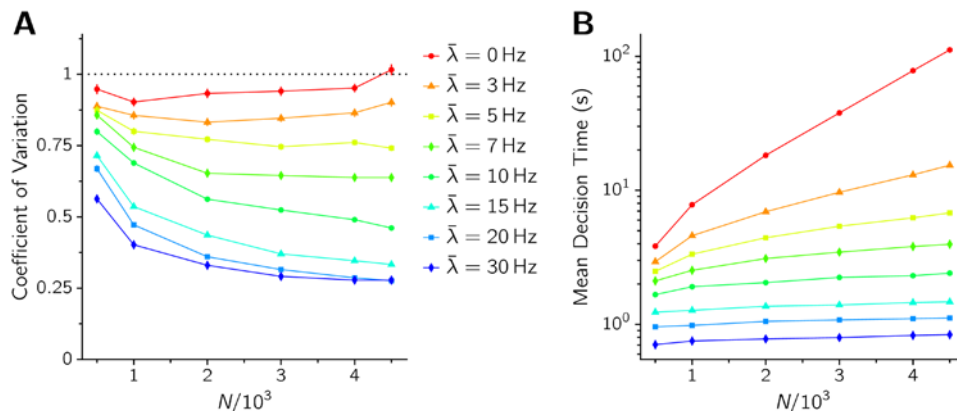 A
Coefficient of Variation
1
0.75
0.5
0.25
0
1 2 3 4
N/10³
λ̄ = 0 Hz
λ̄ = 3 Hz
λ̄ = 5 Hz
λ̄ = 7 Hz
λ̄ = 10 Hz
λ̄ = 15 Hz
λ̄ = 20 Hz
λ̄ = 30 Hz
B
Mean Decision Time (s)
10²
10¹
10⁰
1 2 3 4
N/10³